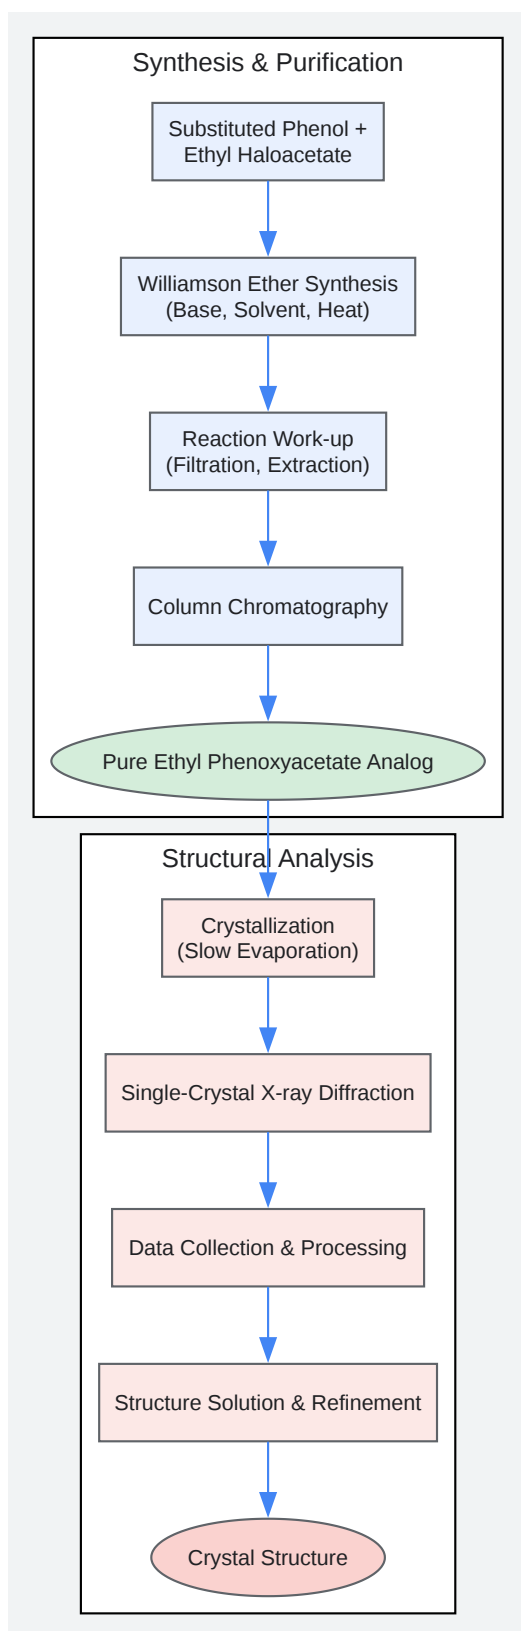 Synthesis & Purification
Substituted Phenol +
Ethyl Haloacetate
Williamson Ether Synthesis
(Base, Solvent, Heat)
Reaction Work-up
(Filtration, Extraction)
Column Chromatography
Pure Ethyl Phenoxyacetate Analog
Structural Analysis
Crystallization
(Slow Evaporation)
Single-Crystal X-ray Diffraction
Data Collection & Processing
Structure Solution & Refinement
Crystal Structure